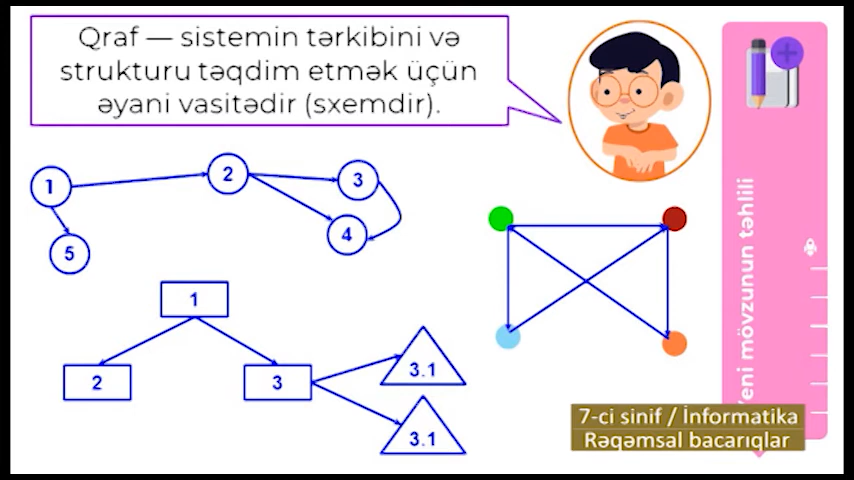 Qraf — sistemin tərkibini və
strukturu təqdim etmək üçün
əyani vasitədir (sxemdir).
1
2
3
4
5
1
2
3
3.1
3.1
Yeni mövzunun təhlili
7-ci sinif / İnformatika
Rəqəmsal bacarıqlar